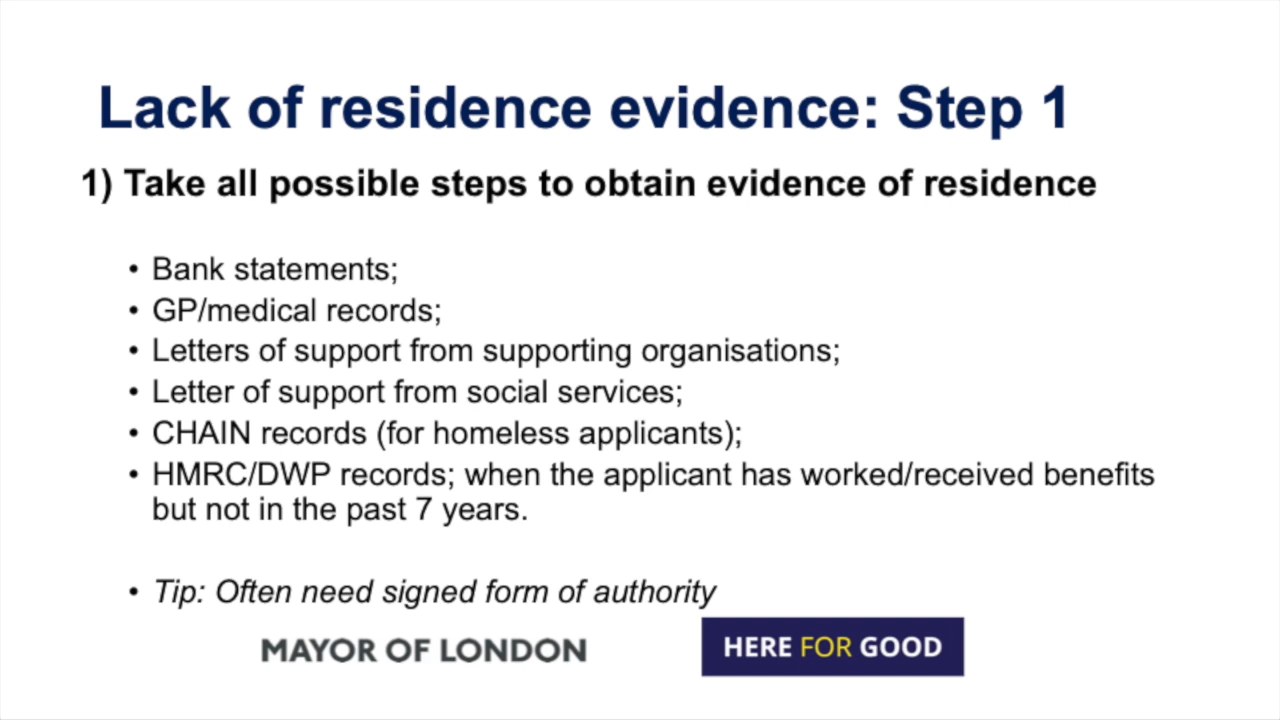 Lack of residence evidence: Step 1
1) Take all possible steps to obtain evidence of residence
• Bank statements;
• GP/medical records;
• Letters of support from supporting organisations;
• Letter of support from social services;
• CHAIN records (for homeless applicants);
• HMRC/DWP records; when the applicant has worked/received benefits
but not in the past 7 years.
• Tip: Often need signed form of authority
MAYOR OF LONDON
HERE FOR GOOD